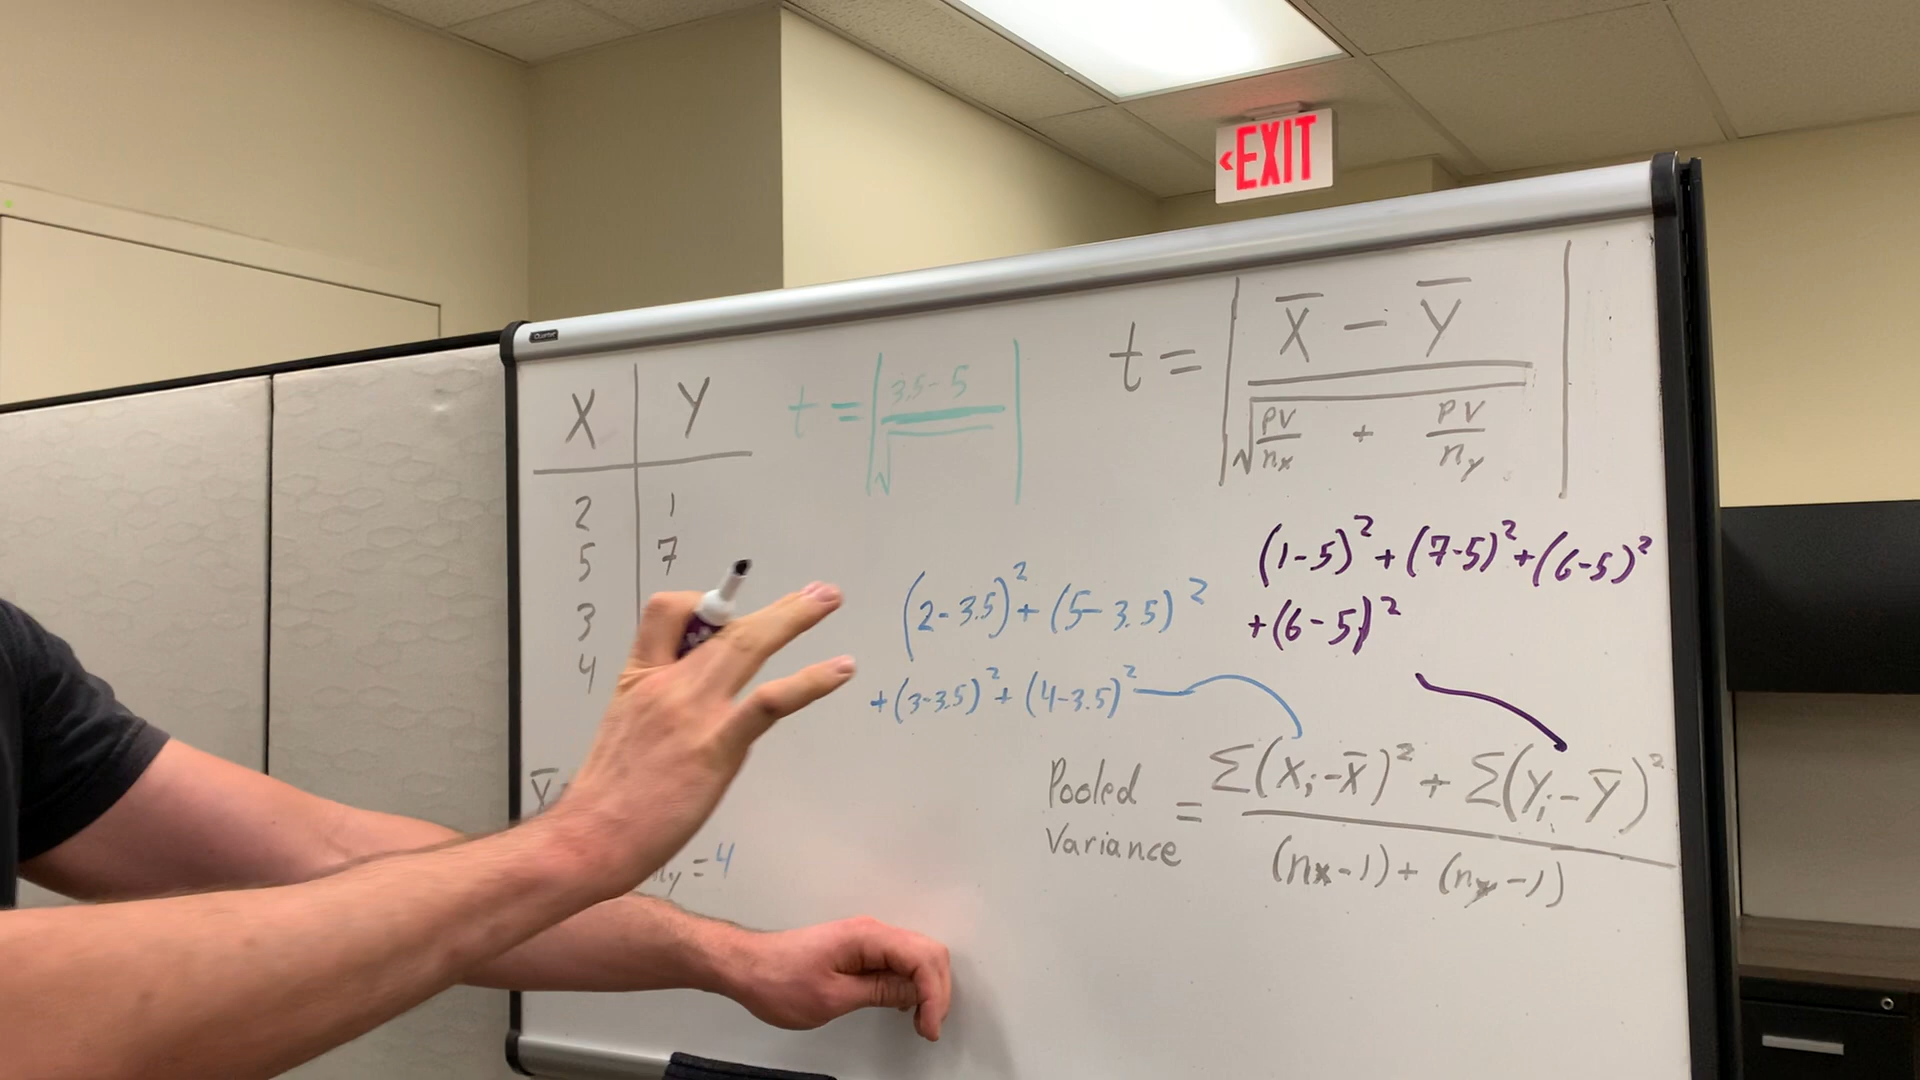 <EXIT
Quartet
t = | X̅ - Y̅ / √(PV/nx + PV/ny) |
X | Y
t = | 3.5 - 5 / √ |
2 | 1
5 | 7
3
4
(1-5)² + (7-5)² + (6-5)²
+ (6-5)²
(2-3.5)² + (5-3.5)²
+ (3-3.5)² + (4-3.5)²
Pooled Variance = Σ(Xi - X̅)² + Σ(Yi - Y̅)² / (nx-1) + (ny-1)
ny = 4